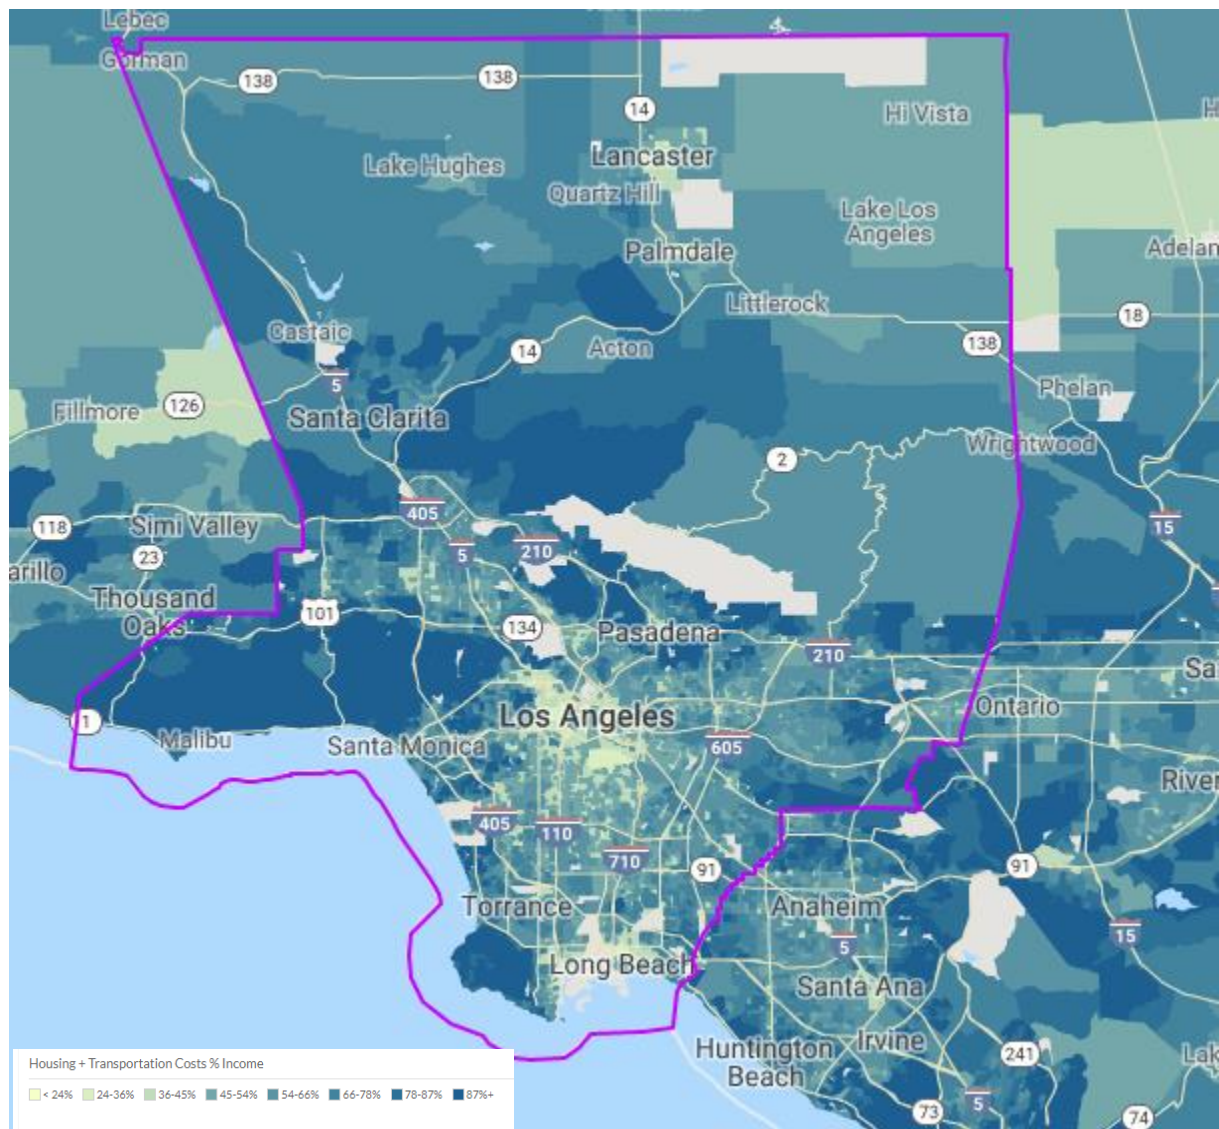 Lebec
Gorman
138
138
14
Hi Vista
Lancaster
Lake Hughes
Quartz Hill
Lake Los
Angeles
Palmdale
Adelan
Littlerock
18
Castaic
14
Acton
138
5
Phelan
126
Fillmore
Santa Clarita
Wrightwood
2
405
118
Simi Valley
5
210
15
23
arillo
Thousand
Oaks
101
134
Pasadena
210
Sa
1
Los Angeles
Ontario
Malibu
Santa Monica
605
River
405
110
710
91
91
Torrance
Anaheim
5
15
Long Beach
Santa Ana
Huntington
Beach
Irvine
241
Lak
5
73
74
Housing + Transportation Costs % Income
< 24% 24-36% 36-45% 45-54% 54-66% 66-78% 78-87% 87%+